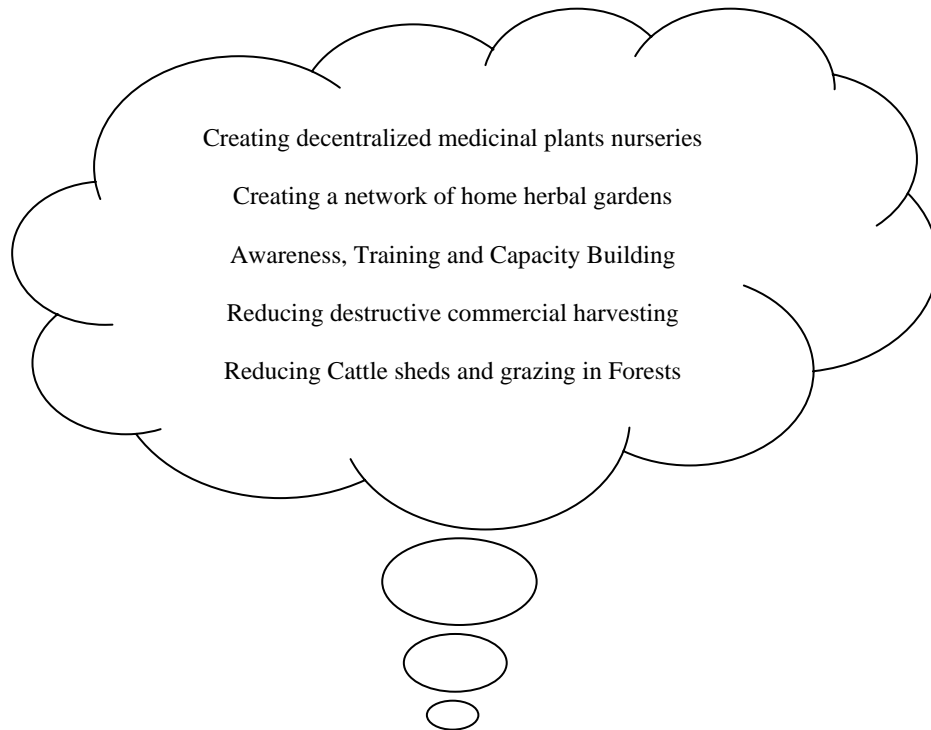 Creating decentralized medicinal plants nurseries
Creating a network of home herbal gardens
Awareness, Training and Capacity Building
Reducing destructive commercial harvesting
Reducing Cattle sheds and grazing in Forests